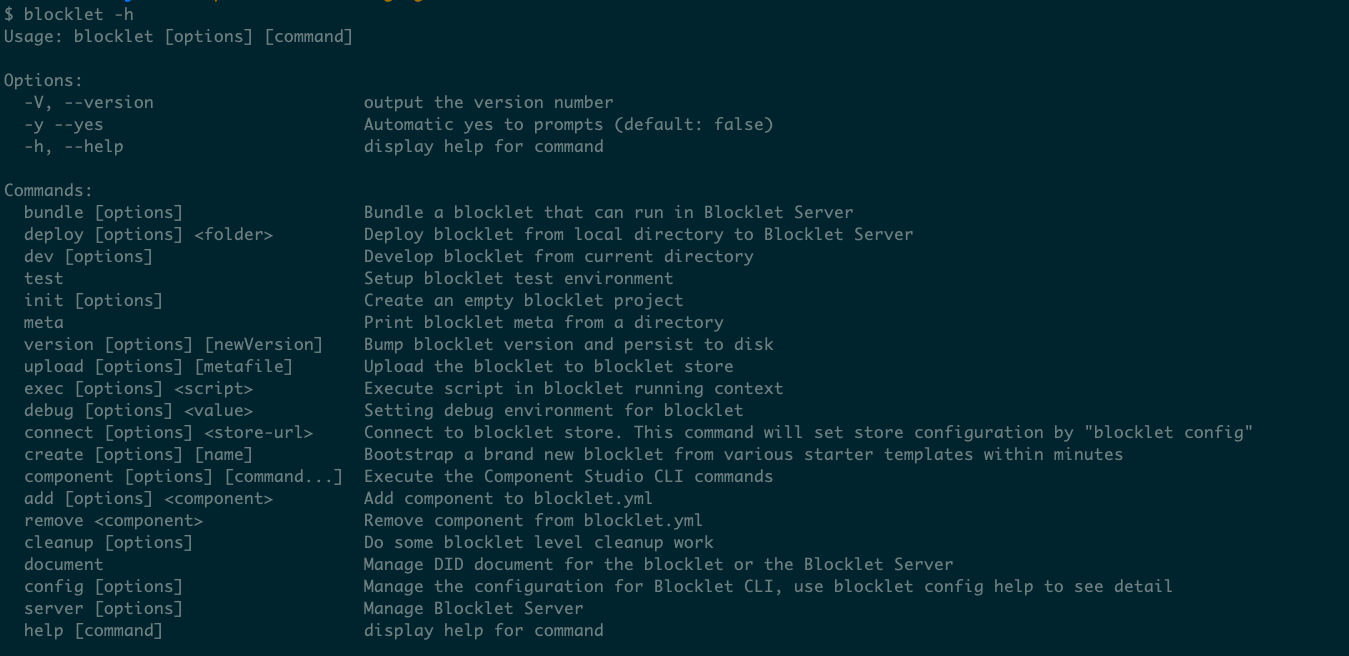 $ blocklet -h
Usage: blocklet [options] [command]

Options:
  -V, --version                     output the version number
  -y --yes                          Automatic yes to prompts (default: false)
  -h, --help                        display help for command

Commands:
  bundle [options]                  Bundle a blocklet that can run in Blocklet Server
  deploy [options] <folder>         Deploy blocklet from local directory to Blocklet Server
  dev [options]                     Develop blocklet from current directory
  test                              Setup blocklet test environment
  init [options]                    Create an empty blocklet project
  meta                              Print blocklet meta from a directory
  version [options] [newVersion]    Bump blocklet version and persist to disk
  upload [options] [metafile]       Upload the blocklet to blocklet store
  exec [options] <script>           Execute script in blocklet running context
  debug [options] <value>           Setting debug environment for blocklet
  connect [options] <store-url>     Connect to blocklet store. This command will set store configuration by "blocklet config"
  create [options] [name]           Bootstrap a brand new blocklet from various starter templates within minutes
  component [options] [command...]  Execute the Component Studio CLI commands
  add [options] <component>         Add component to blocklet.yml
  remove <component>                Remove component from blocklet.yml
  cleanup [options]                 Do some blocklet level cleanup work
  document                          Manage DID document for the blocklet or the Blocklet Server
  config [options]                  Manage the configuration for Blocklet CLI, use blocklet config help to see detail
  server [options]                  Manage Blocklet Server
  help [command]                    display help for command